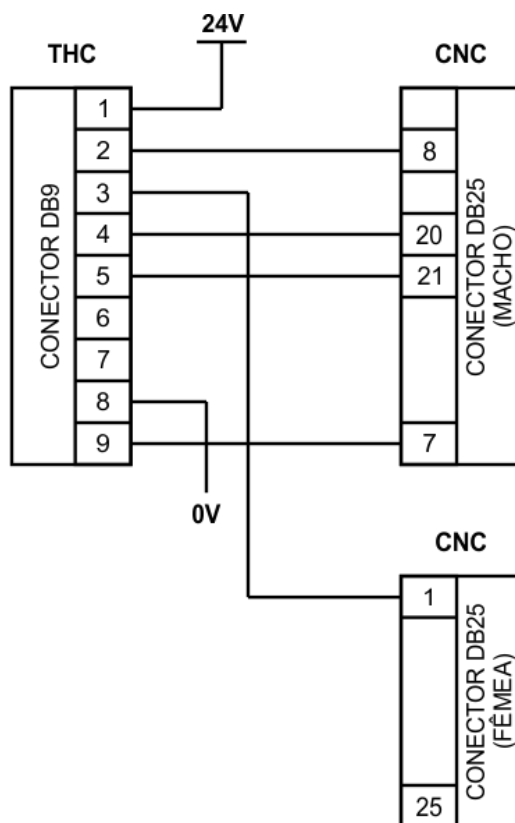 24V
THC
CNC
CONECTOR DB9
1
2
3
4
5
6
7
8
9
8
20
21
7
CONECTOR DB25
(MACHO)
0V
CNC
1
25
CONECTOR DB25
(FÊMEA)